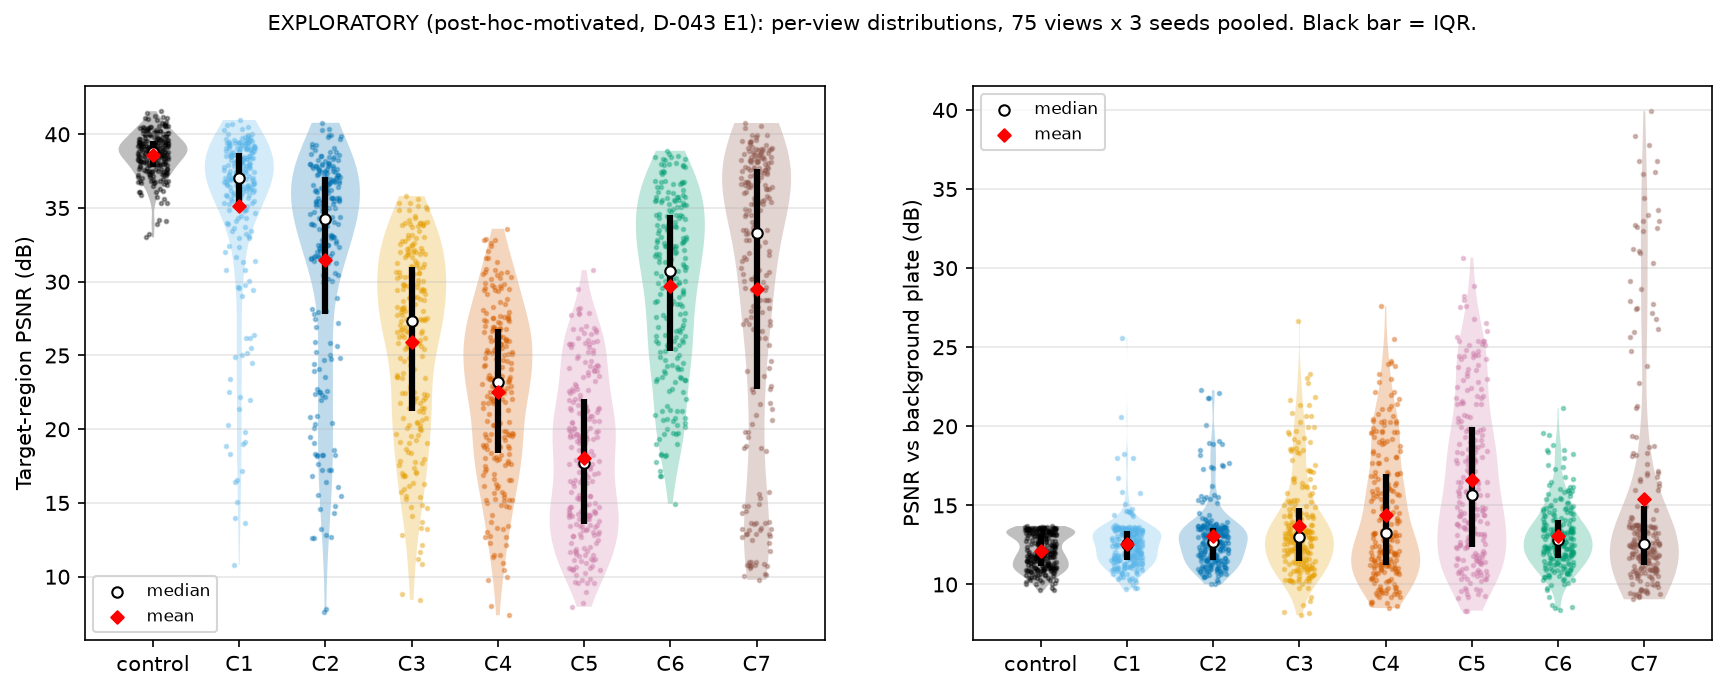 EXPLORATORY (post-hoc-motivated, D-043 E1): per-view distributions, 75 views x 3 seeds pooled. Black bar = IQR.
Target-region PSNR (dB)
40
35
30
25
20
15
10
median
mean
control C1 C2 C3 C4 C5 C6 C7
PSNR vs background plate (dB)
40
35
30
25
20
15
10
median
mean
control C1 C2 C3 C4 C5 C6 C7